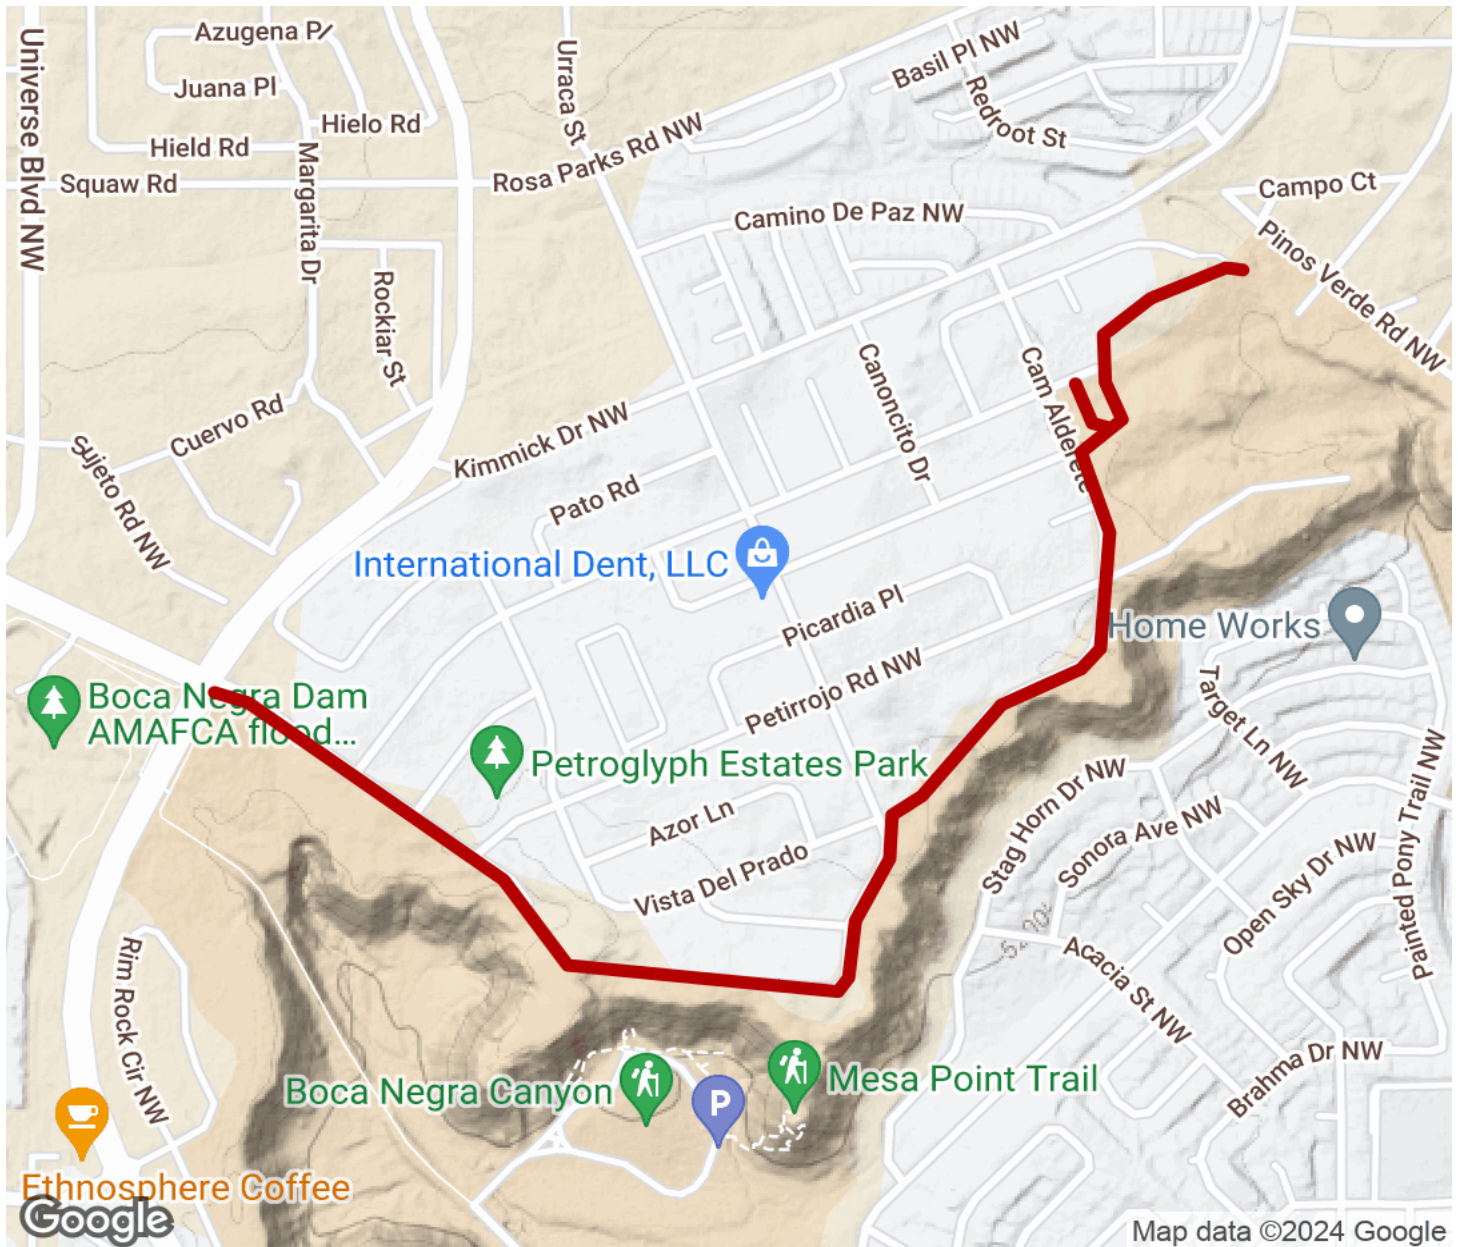 Universe Blvd NW
Azugena Pl
Juana Pl
Hielo Rd
Hield Rd
Squaw Rd
Margarita Dr
Urraca St
Rosa Parks Rd NW
Basil Pl NW
Redroot St
Campo Ct
Camino De Paz NW
Pinos Verde Rd NW
Rockiar St
Cuervo Rd
Sujeto Rd NW
Kimmick Dr NW
Pato Rd
Canoncito Dr
Cam Alderete
International Dent, LLC
Picardia Pl
Home Works
Petirrojo Rd NW
Target Ln NW
Boca Negra Dam
AMAFCA flood...
Petroglyph Estates Park
Azor Ln
Vista Del Prado
Stag Horn Dr NW
Sonora Ave NW
Open Sky Dr NW
Painted Pony Trail NW
Acacia St NW
Brahma Dr NW
Rim Rock Cir NW
Boca Negra Canyon
P
Mesa Point Trail
Ethnosphere Coffee
Google
Map data ©2024 Google